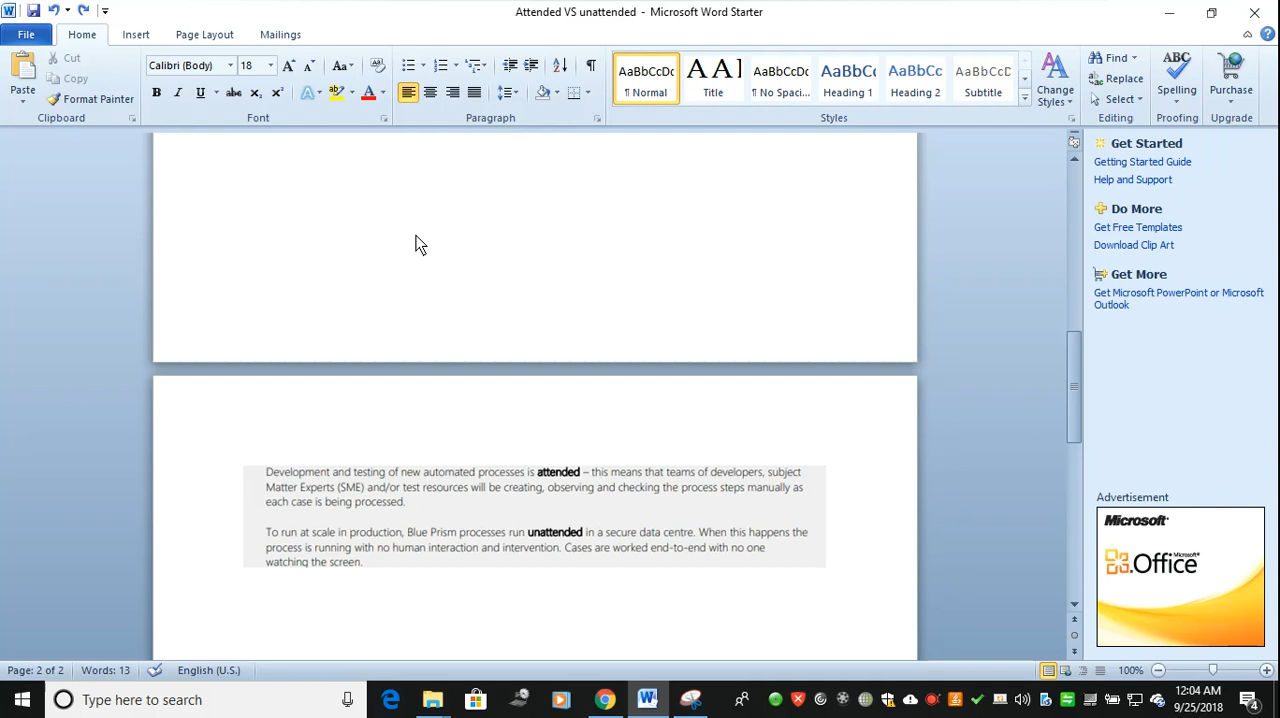 Attended VS unattended - Microsoft Word Starter
File Home Insert Page Layout Mailings
Paste Cut Copy Format Painter
Clipboard
Calibri (Body) 18
B I U abc x₂ x² A ab A
Aa
Font
Paragraph
AaBbCcDc ¶ Normal
AAI Title
AaBbCcDc ¶ No Spaci...
AaBbC( Heading 1
AaBbCc Heading 2
AaBbCcD Subtitle
Change Styles
Styles
Find
Replace
Select
Editing
ABC Spelling
Proofing
Purchase
Upgrade
Development and testing of new automated processes is attended – this means that teams of developers, subject
Matter Experts (SME) and/or test resources will be creating, observing and checking the process steps manually as
each case is being processed.
To run at scale in production, Blue Prism processes run unattended in a secure data centre. When this happens the
process is running with no human interaction and intervention. Cases are worked end-to-end with no one
watching the screen.
Get Started
Getting Started Guide
Help and Support
Do More
Get Free Templates
Download Clip Art
Get More
Get Microsoft PowerPoint or Microsoft
Outlook
Advertisement
Microsoft
Microsoft
Office
Page: 2 of 2 Words: 13 English (U.S.) 100%
Type here to search
12:04 AM
9/25/2018
4